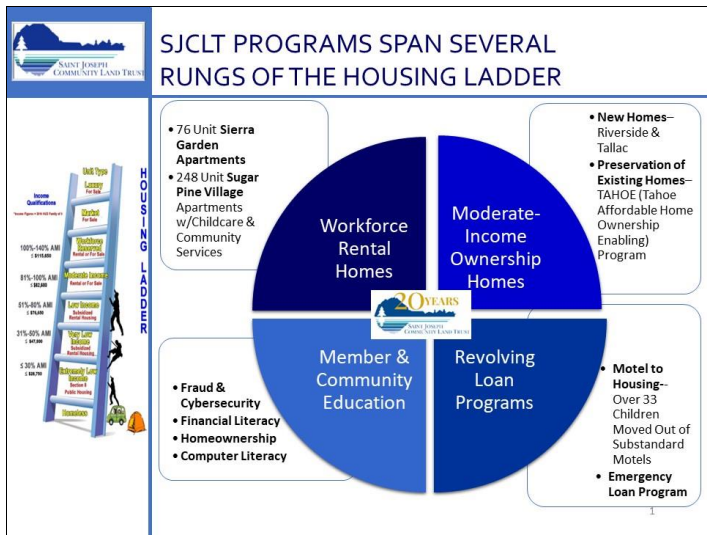 SAINT JOSEPH
COMMUNITY LAND TRUST
SJCLT PROGRAMS SPAN SEVERAL
RUNGS OF THE HOUSING LADDER
HOUSING LADDER
Unit Type
Luxury
For Sale
Income
Qualifications
Market
For Sale
100%-140% AMI
Workforce
Reserved
Rental or For Sale
81%-100% AMI
Moderate Income
Rental or For Sale
51%-80% AMI
Low Income
Subsidized
Rental Housing
31%-50% AMI
Very Low
Income
Subsidized
Rental Housing
≤ 30% AMI
Extremely Low
Income
Section 8
Public Housing
Homeless
• 76 Unit Sierra
Garden
Apartments
• 248 Unit Sugar
Pine Village
Apartments
w/Childcare &
Community
Services
Workforce
Rental
Homes
Moderate-
Income
Ownership
Homes
• New Homes–
Riverside &
Tallac
• Preservation of
Existing Homes–
TAHOE (Tahoe
Affordable Home
Ownership
Enabling)
Program
20 YEARS
SAINT JOSEPH
COMMUNITY LAND TRUST
Member &
Community
Education
Revolving
Loan
Programs
• Fraud &
Cybersecurity
• Financial Literacy
• Homeownership
• Computer Literacy
• Motel to
Housing--
Over 33
Children
Moved Out of
Substandard
Motels
• Emergency
Loan Program
1